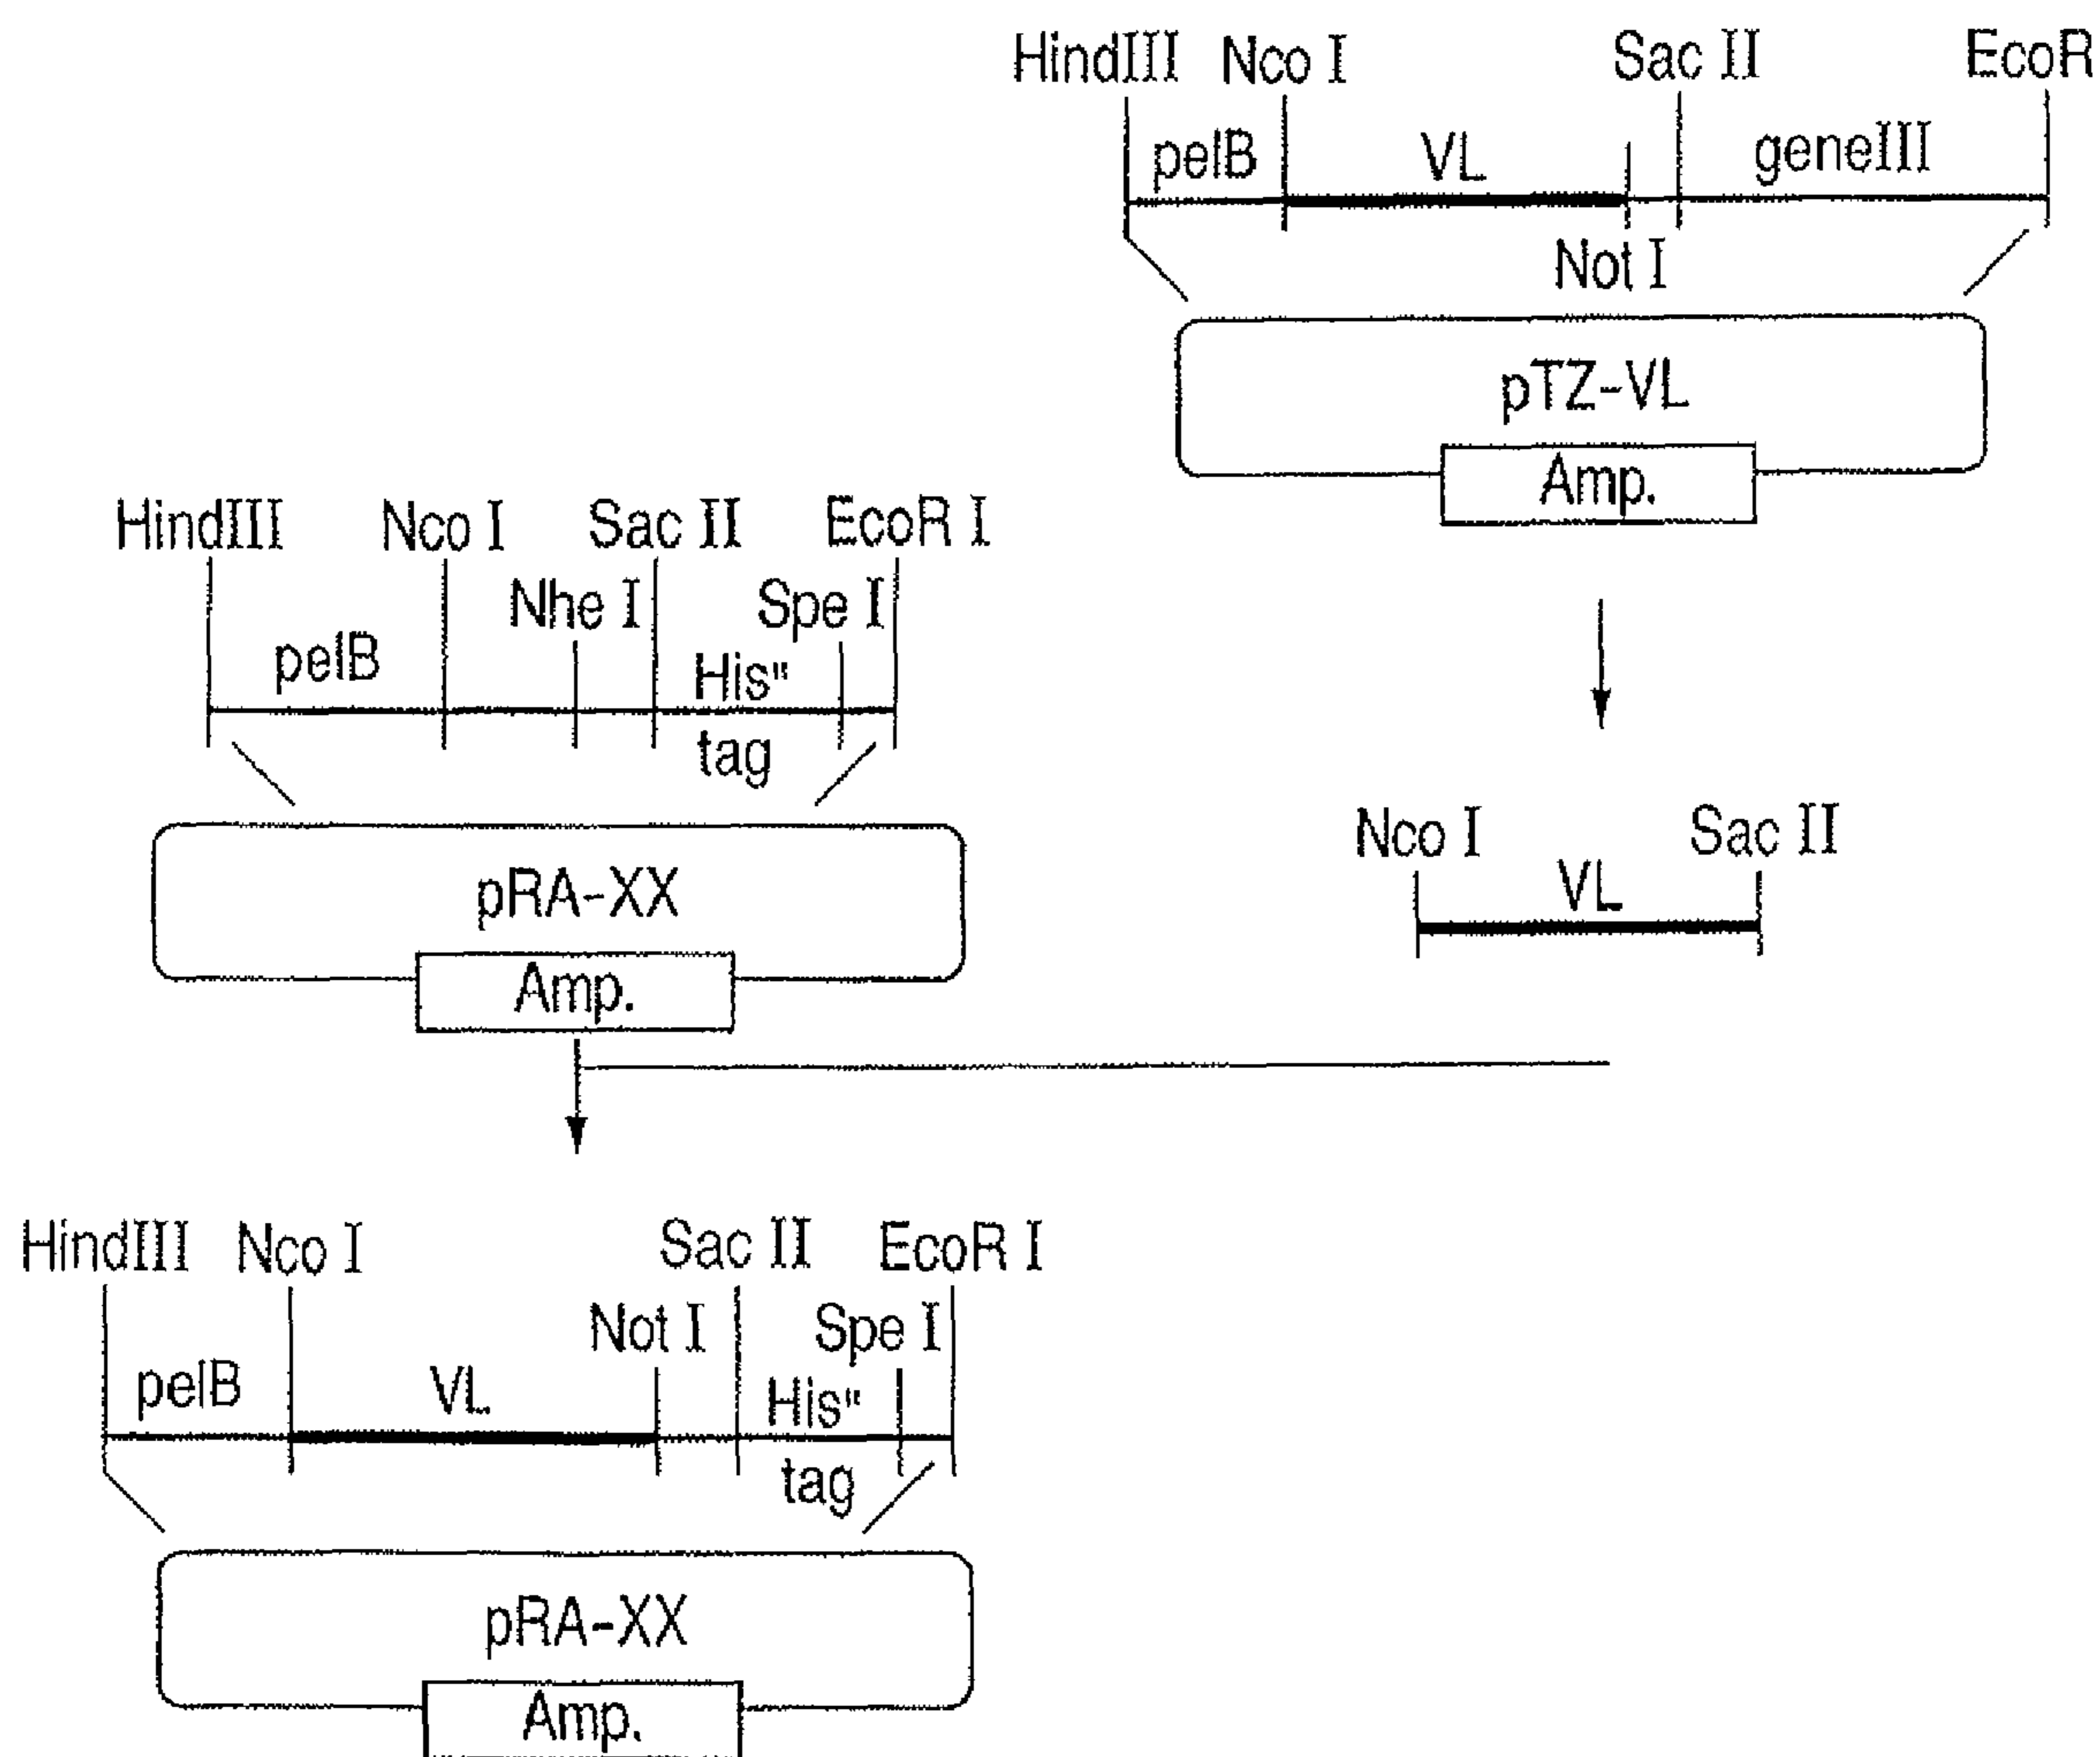 HindIII Nco I Sac II EcoR
pelB VL geneIII
Not I
pTZ-VL
Amp.
HindIII Nco I Sac II EcoR I
Nhe I Spe I
pelB His"
tag
pRA-XX
Amp.
Nco I Sac II
VL
HindIII Nco I Sac II EcoR I
Not I Spe I
pelB VL His"
tag
pRA-XX
Amp.